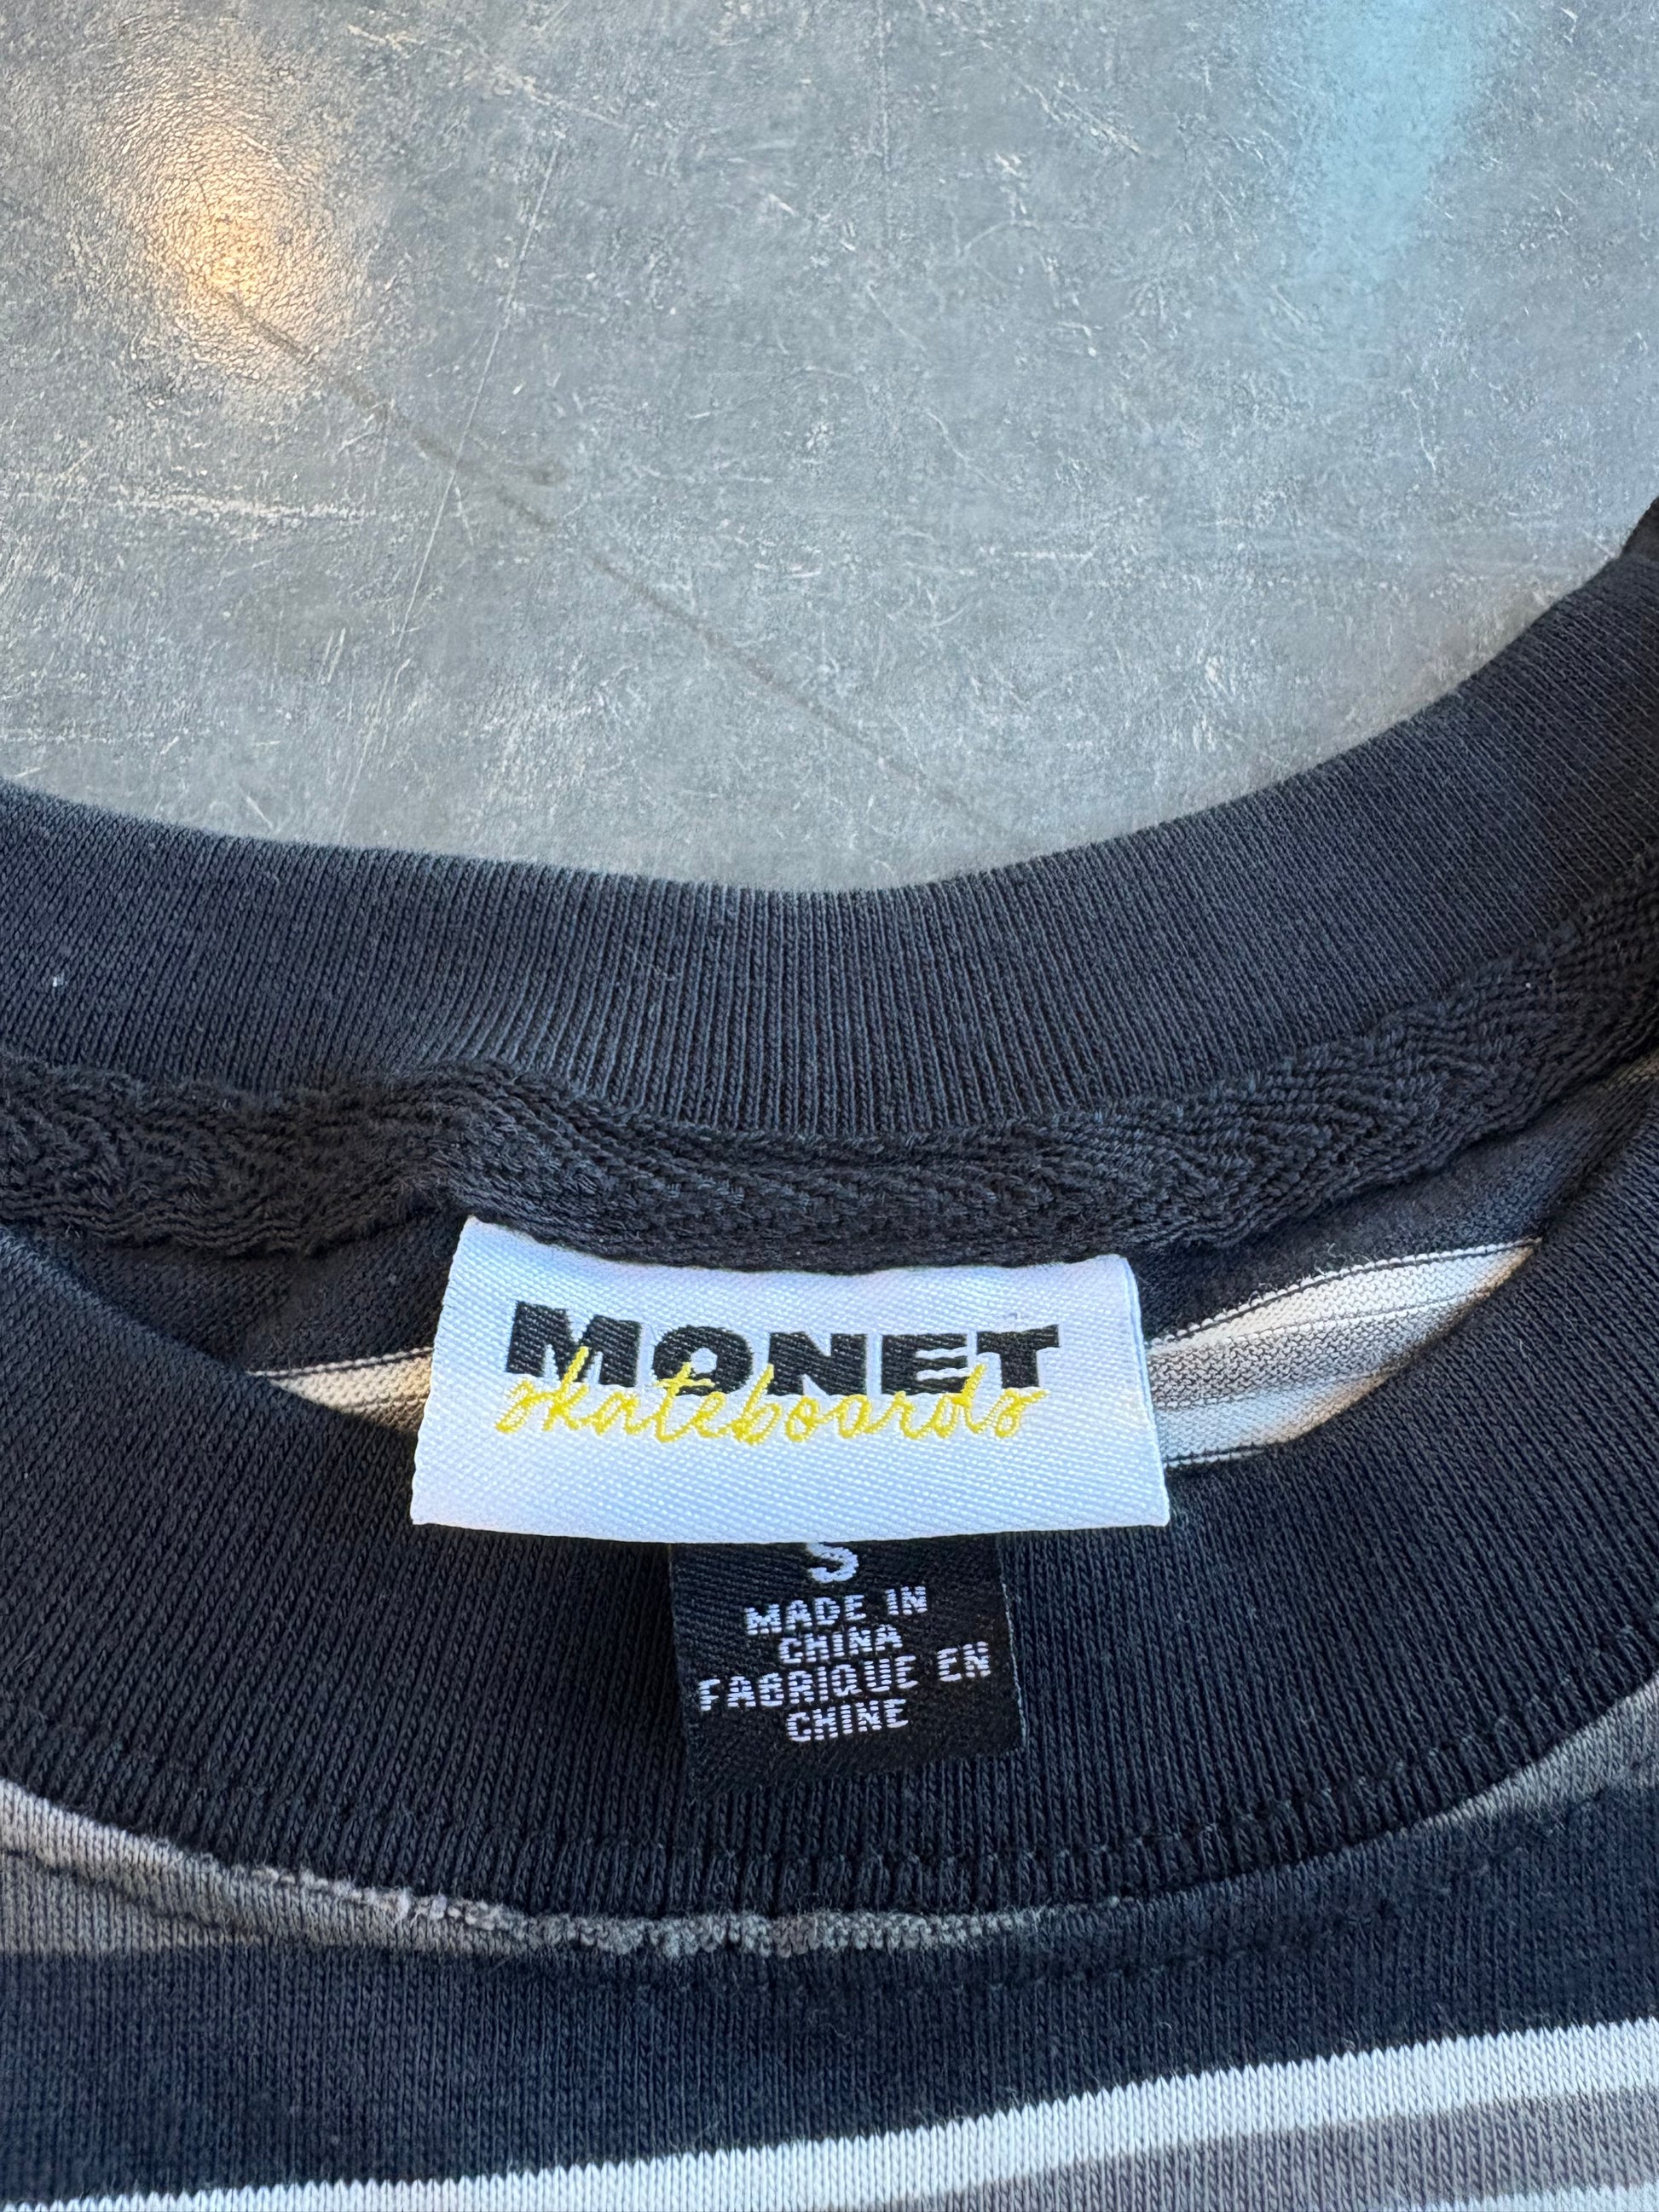 MONET
skateboards
S
MADE IN
CHINA
FABRIQUE EN
CHINE